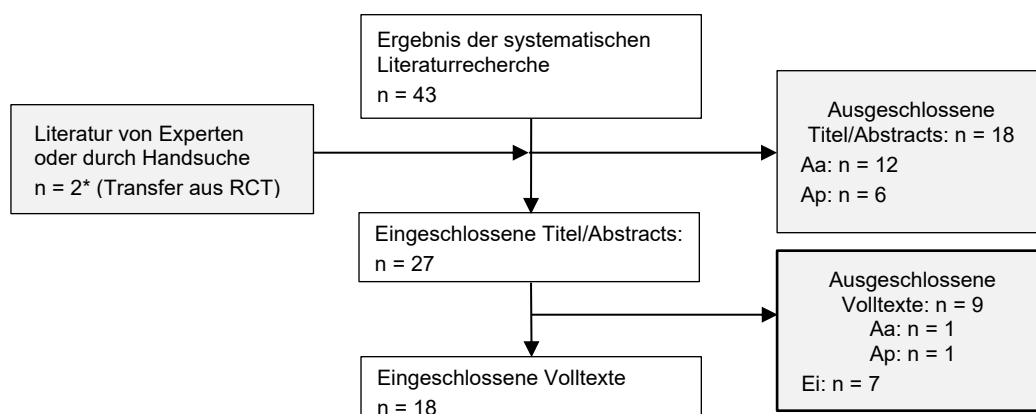 Ergebnis der systematischen
Literaturrecherche
n = 43
Literatur von Experten
oder durch Handsuche
n = 2* (Transfer aus RCT)
Ausgeschlossene
Titel/Abstracts: n = 18
Aa: n = 12
Ap: n = 6
Eingeschlossene Titel/Abstracts:
n = 27
Ausgeschlossene
Volltexte: n = 9
Aa: n = 1
Ap: n = 1
Ei: n = 7
Eingeschlossene Volltexte
n = 18